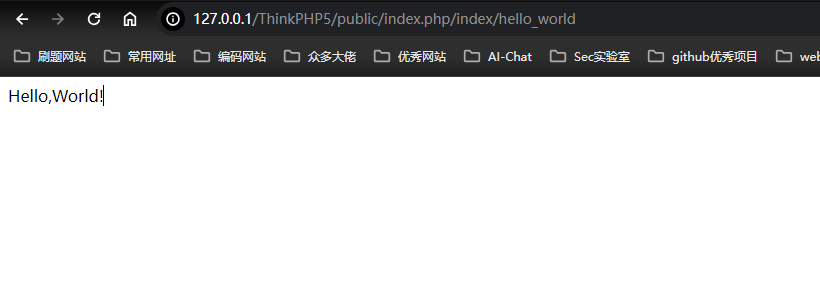 127.0.0.1/ThinkPHP5/public/index.php/index/hello_world
刷题网站 常用网址 编码网站 众多大佬 优秀网站 AI-Chat Sec实验室 github优秀项目 web
Hello,World!